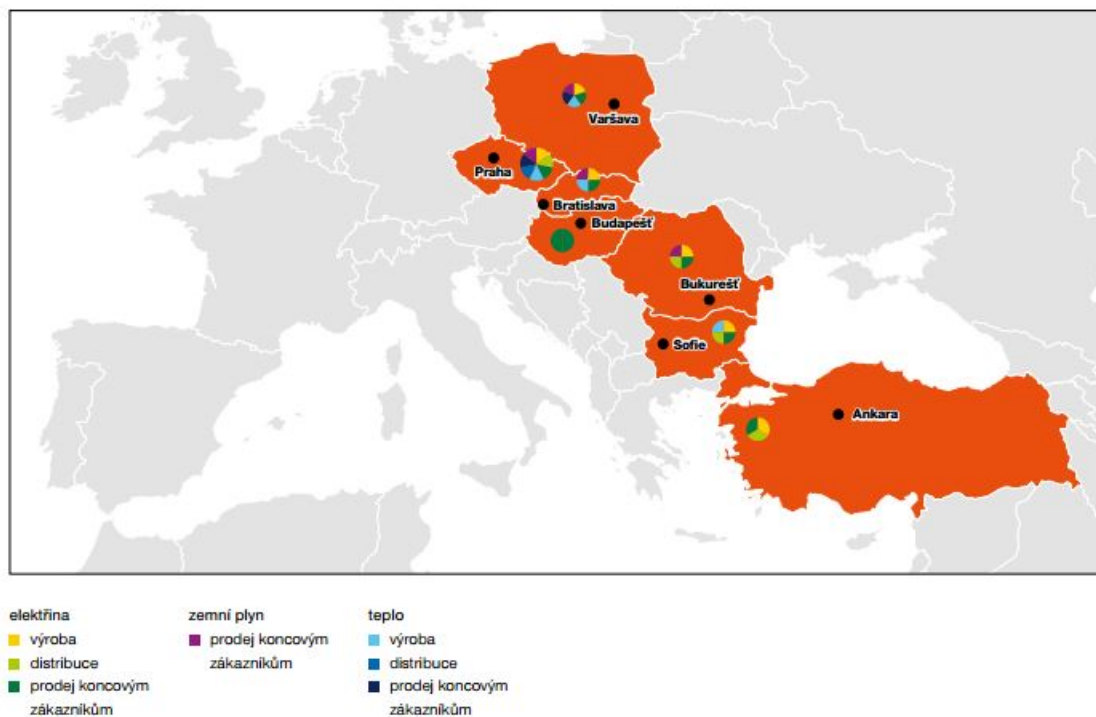 Varšava
Praha
Bratislava
Budapešť
Bukurešť
Sofie
Ankara
elektřina
výroba
distribuce
prodej koncovým
zákazníkům
zemní plyn
prodej koncovým
zákazníkům
teplo
výroba
distribuce
prodej koncovým
zákazníkům